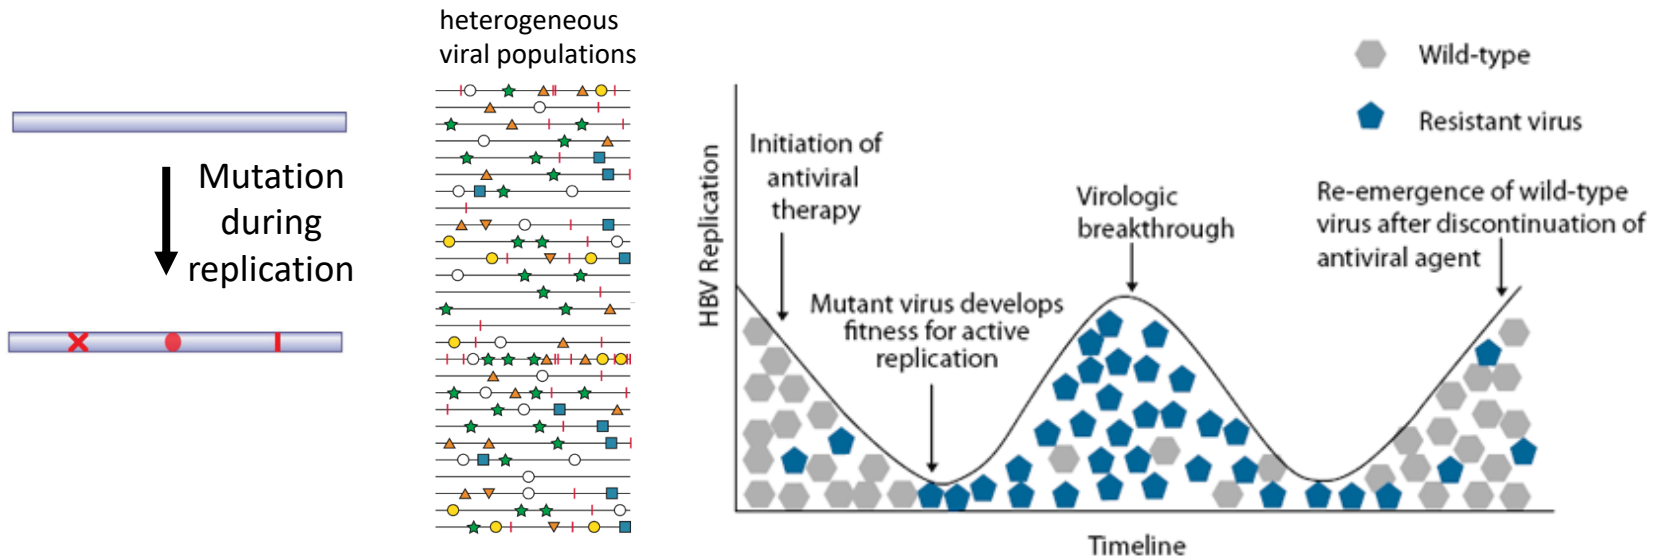 Mutation
during
replication
heterogeneous
viral populations
HBV Replication
Initiation of
antiviral
therapy
Mutant virus develops
fitness for active
replication
Virologic
breakthrough
Wild-type
Resistant virus
Re-emergence of wild-type
virus after discontinuation of
antiviral agent
Timeline